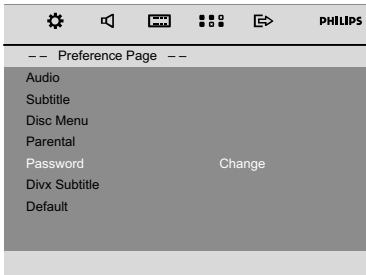 PHILIPS
-- Preference Page --
Audio
Subtitle
Disc Menu
Parental
Password Change
Divx Subtitle
Default